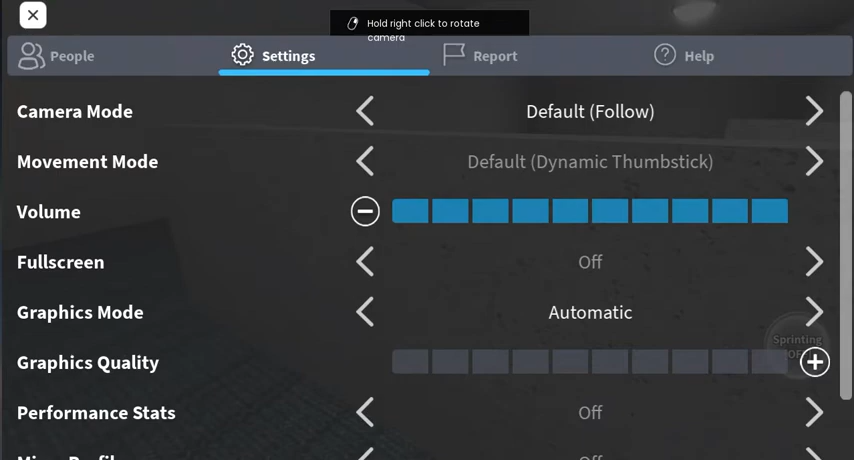 Hold right click to rotate
camera
People
Settings
Report
Help
Camera Mode
Default (Follow)
Movement Mode
Default (Dynamic Thumbstick)
Volume
Fullscreen
Off
Graphics Mode
Automatic
Sprinting
Graphics Quality
Performance Stats
Off